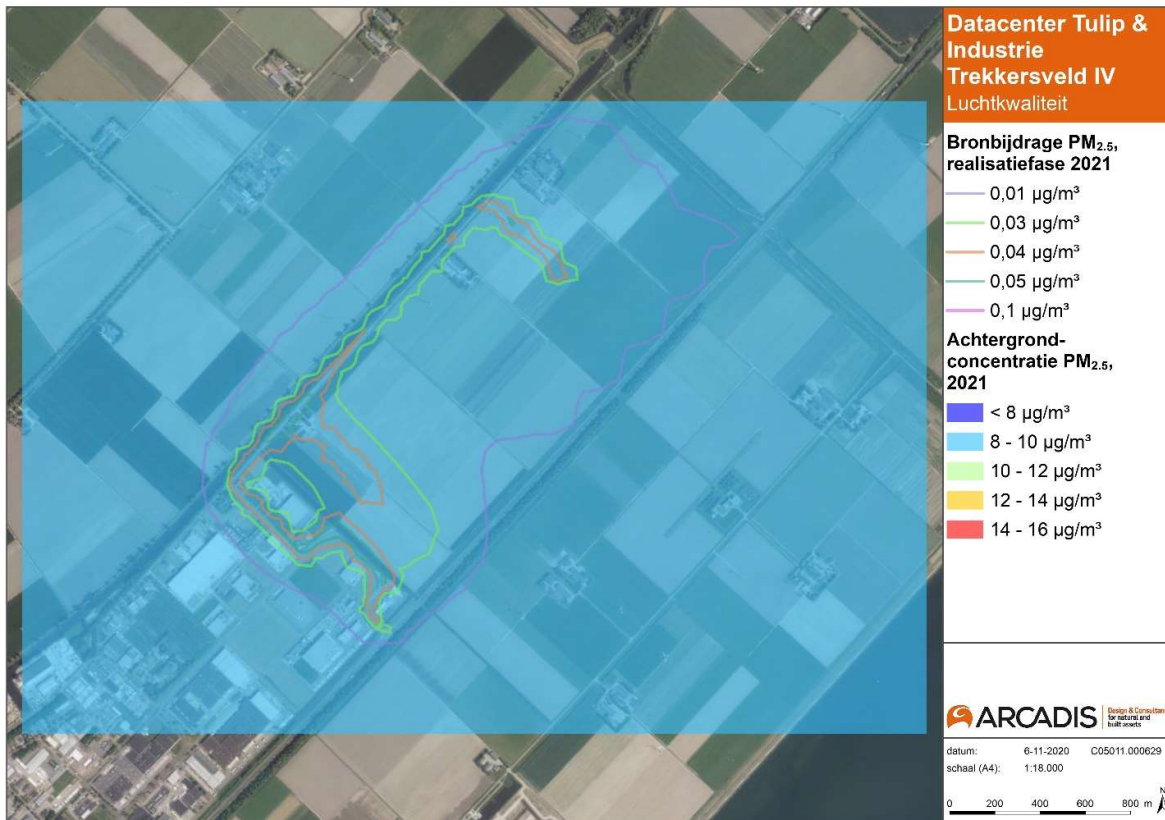 Datacenter Tulip &
Industrie
Trekkersveld IV
Luchtkwaliteit
Bronbijdrage PM2.5,
realisatiefase 2021
0,01 µg/m³
0,03 µg/m³
0,04 µg/m³
0,05 µg/m³
0,1 µg/m³
Achtergrond-
concentratie PM2.5,
2021
< 8 µg/m³
8 - 10 µg/m³
10 - 12 µg/m³
12 - 14 µg/m³
14 - 16 µg/m³
ARCADIS
Design & Consultan
for natural and
built assets
datum: 6-11-2020 C05011.000629
schaal (A4): 1:18.000
0 200 400 600 800 m
N